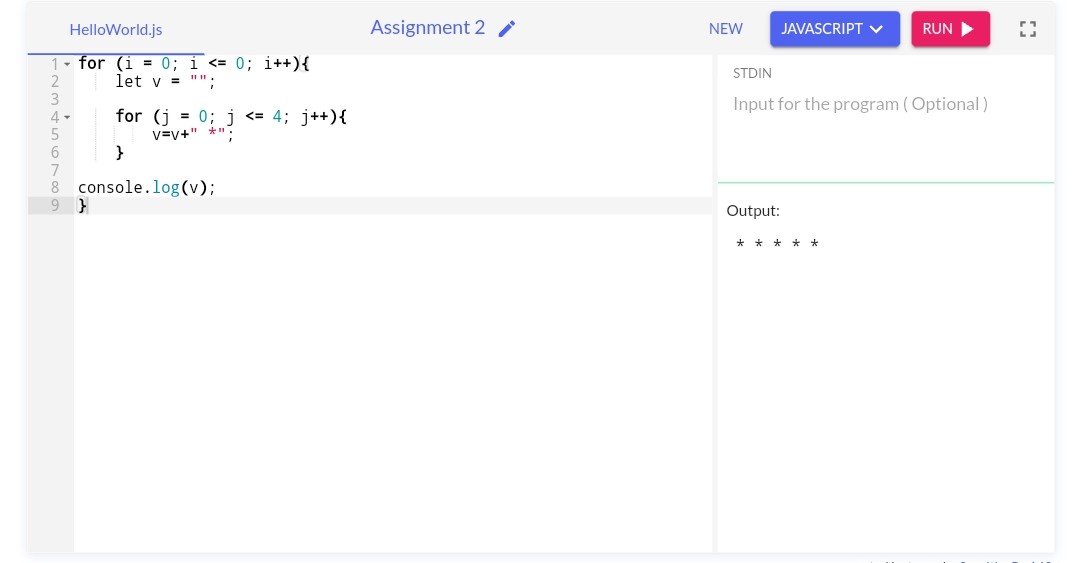 HelloWorld.js
Assignment 2
NEW
JAVASCRIPT
RUN
1 for (i = 0; i <= 0; i++){
2 let v = "";
3
4 for (j = 0; j <= 4; j++){
5 v=v+" *";
6 }
7
8 console.log(v);
9 }
STDIN
Input for the program ( Optional )
Output:
* * * * *